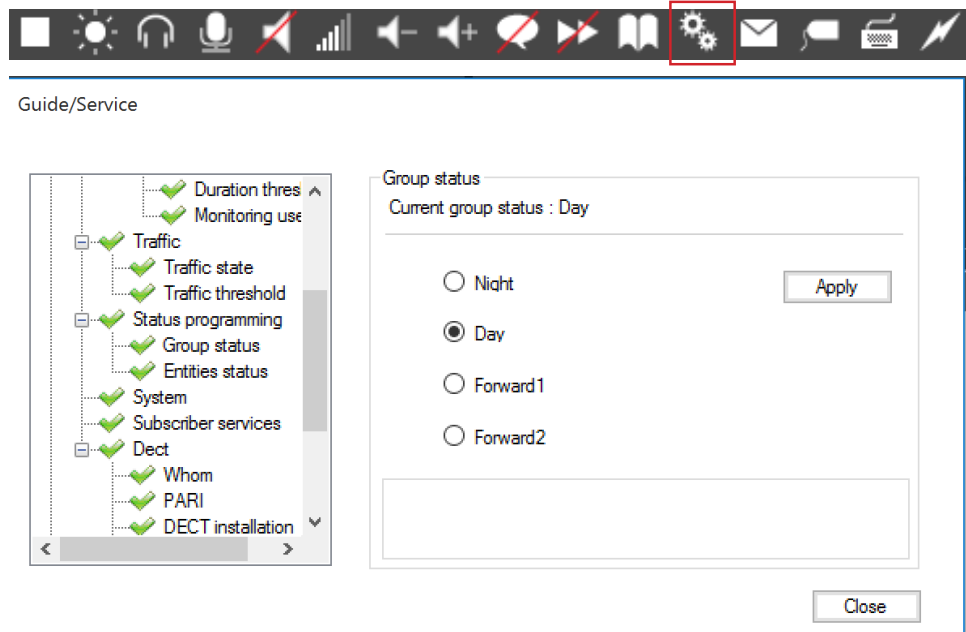 Guide/Service
Duration thres
Monitoring use
Traffic
Traffic state
Traffic threshold
Status programming
Group status
Entities status
System
Subscriber services
Dect
Whom
PARI
DECT installation
Group status
Current group status : Day
Night
Apply
Day
Forward1
Forward2
Close